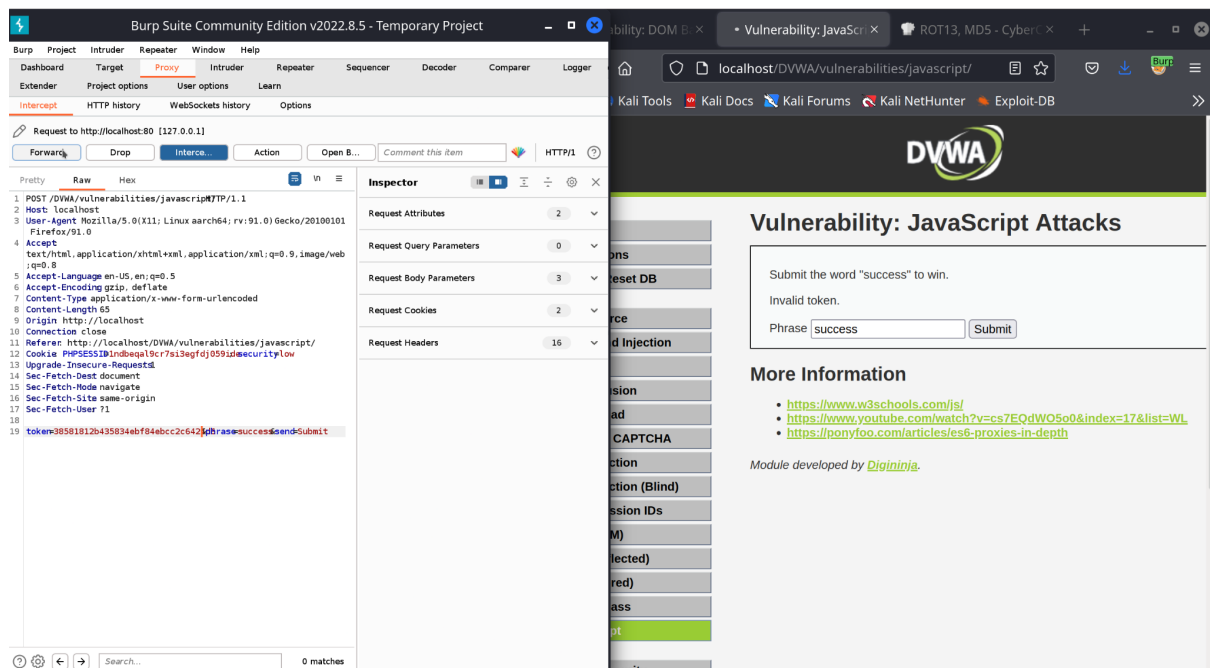 Burp Suite Community Edition v2022.8.5 - Temporary Project
Burp Project Intruder Repeater Window Help
Dashboard Target Proxy Intruder Repeater Sequencer Decoder Comparer Logger
Extender Project options User options Learn
Intercept HTTP history WebSockets history Options
Request to http://localhost:80 [127.0.0.1]
Forward Drop Interce... Action Open B... Comment this item HTTP/1 ?
Pretty Raw Hex \n
1 POST /DVWA/vulnerabilities/javascript/ HTTP/1.1
2 Host: localhost
3 User-Agent: Mozilla/5.0(X11; Linux aarch64; rv:91.0) Gecko/20100101
Firefox/91.0
4 Accept:
text/html,application/xhtml+xml,application/xml;q=0.9,image/web
;q=0.8
5 Accept-Language en-US,en;q=0.5
6 Accept-Encoding gzip, deflate
7 Content-Type application/x-www-form-urlencoded
8 Content-Length 65
9 Origin: http://localhost
10 Connection close
11 Referer: http://localhost/DVWA/vulnerabilities/javascript/
12 Cookie: PHPSESSID=1ndbeqal9cr7si3egfdj059 security=low
13 Upgrade-Insecure-Requests 1
14 Sec-Fetch-Dest document
15 Sec-Fetch-Mode navigate
16 Sec-Fetch-Site same-origin
17 Sec-Fetch-User ?1
18
19 token=38581812b435834ebf84ebcc2c642 &phrase=success&send=Submit
Inspector
Request Attributes 2
Request Query Parameters 0
Request Body Parameters 3
Request Cookies 2
Request Headers 16
Search... 0 matches
bility: DOM B • Vulnerability: JavaScri ROT13, MD5 - CyberC
localhost/DVWA/vulnerabilities/javascript/ Burp
Kali Tools Kali Docs Kali Forums Kali NetHunter Exploit-DB
DVWA
ons
eset DB
rce
d Injection
sion
ad
CAPTCHA
ction
ction (Blind)
ssion IDs
M)
lected)
red)
ass
pt
Vulnerability: JavaScript Attacks
Submit the word "success" to win.
Invalid token.
Phrase success Submit
More Information
https://www.w3schools.com/js/
https://www.youtube.com/watch?v=cs7EQdWO5o0&index=17&list=WL
https://ponyfoo.com/articles/es6-proxies-in-depth
Module developed by Digininja.